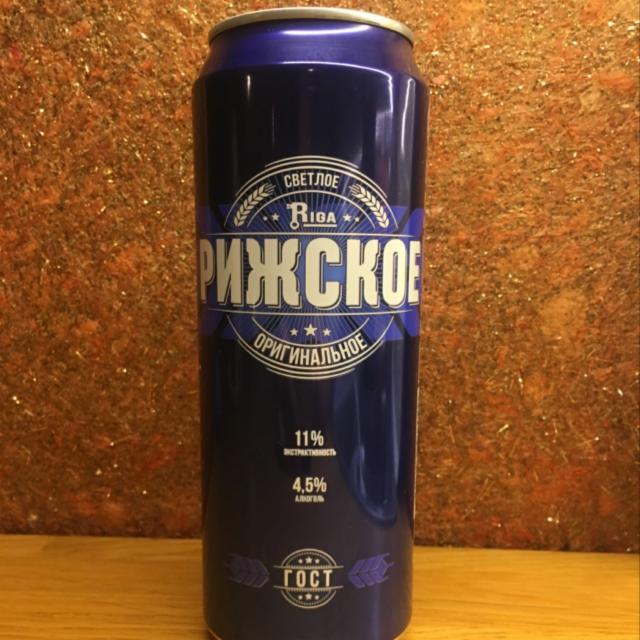 СВЕТЛОЕ
RIGA
РИЖСКОЕ
ОРИГИНАЛЬНОЕ
11%
ЭКСТРАКТИВНОСТЬ
4,5%
АЛКОГОЛЬ
ГОСТ